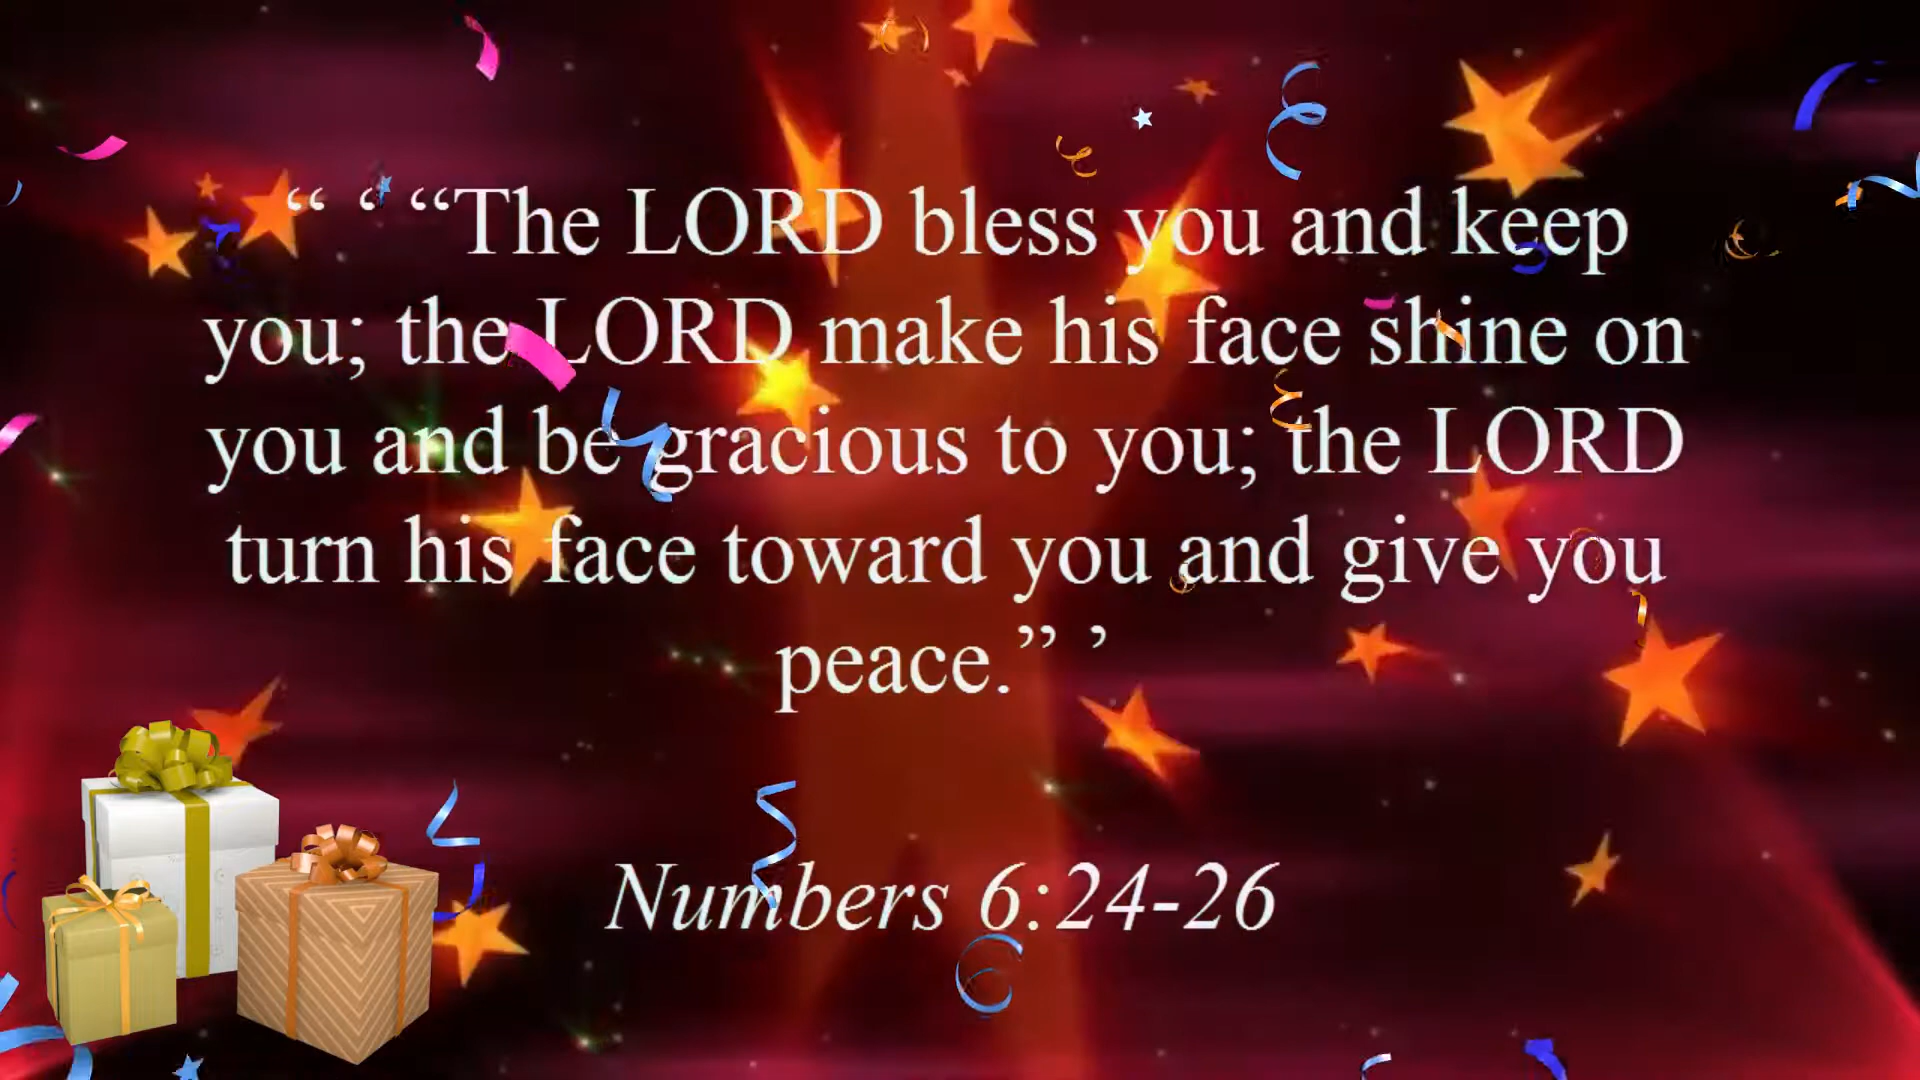 “ ‘ “The LORD bless you and keep
you; the LORD make his face shine on
you and be gracious to you; the LORD
turn his face toward you and give you
peace.” ’
Numbers 6:24-26